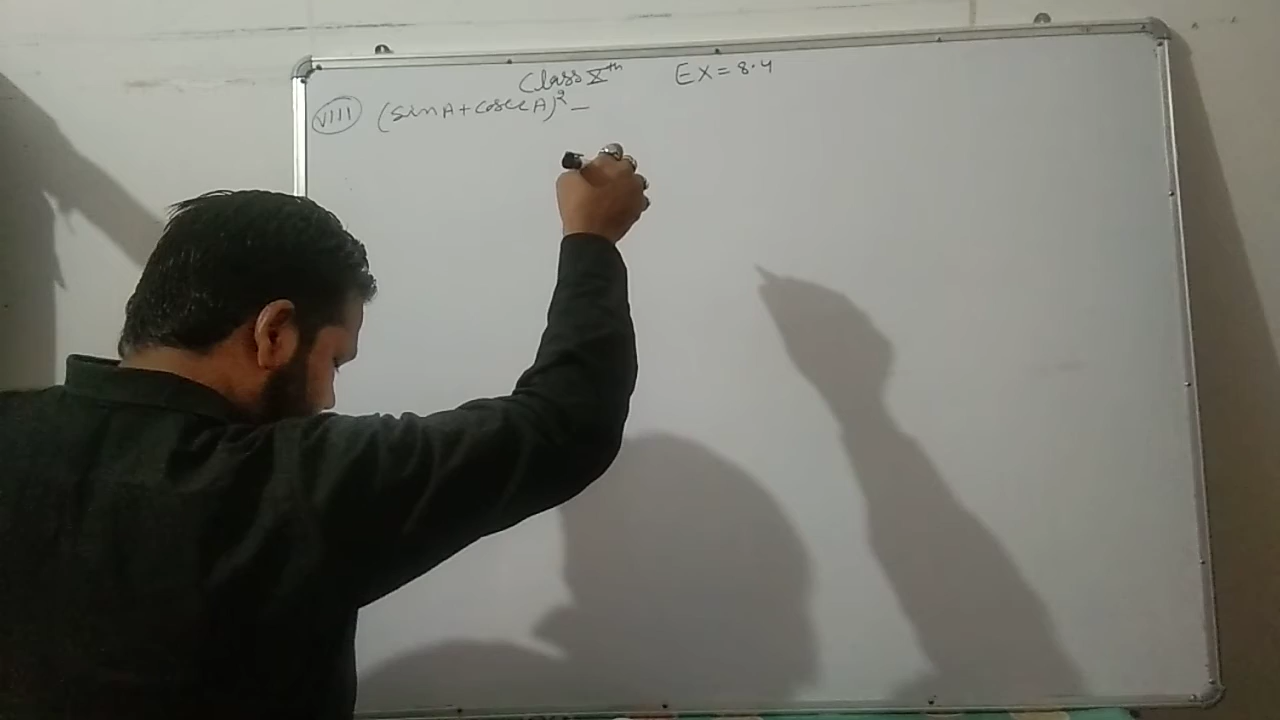 Class Xth Ex = 8.4
VIII (sinA + cosecA)² –